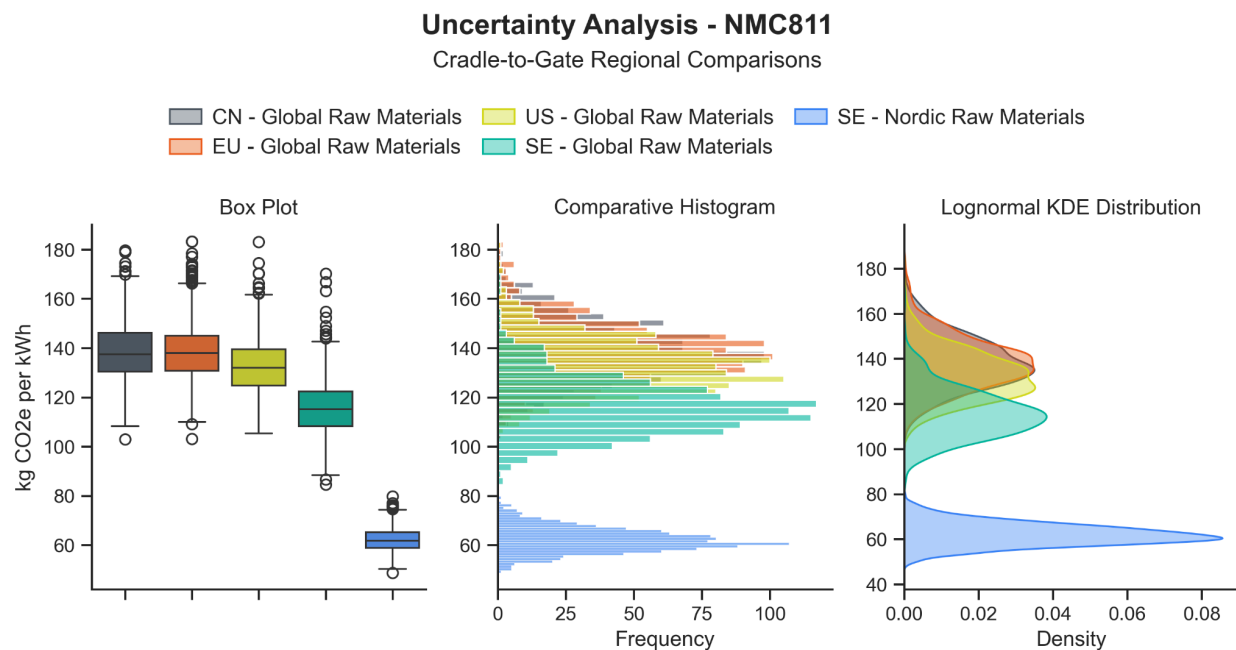 Uncertainty Analysis - NMC811
Cradle-to-Gate Regional Comparisons
CN - Global Raw Materials
US - Global Raw Materials
SE - Nordic Raw Materials
EU - Global Raw Materials
SE - Global Raw Materials
Box Plot
Comparative Histogram
Lognormal KDE Distribution
kg CO2e per kWh
180
160
140
120
100
80
60
180
160
140
120
100
80
60
0 25 50 75 100
Frequency
180
160
140
120
100
80
60
40
0.00 0.02 0.04 0.06 0.08
Density